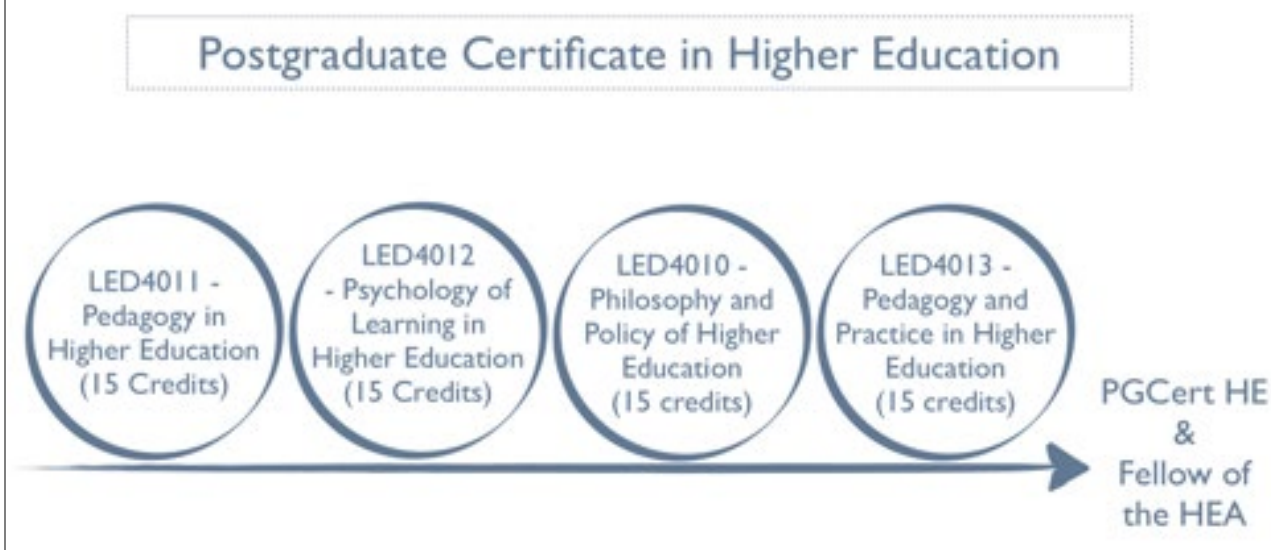 Postgraduate Certificate in Higher Education
LED4011 -
Pedagogy in
Higher Education
(15 Credits)
LED4012
- Psychology of
Learning in
Higher Education
(15 Credits)
LED4010 -
Philosophy and
Policy of Higher
Education
(15 credits)
LED4013 -
Pedagogy and
Practice in Higher
Education
(15 credits)
PGCert HE
&
Fellow of
the HEA